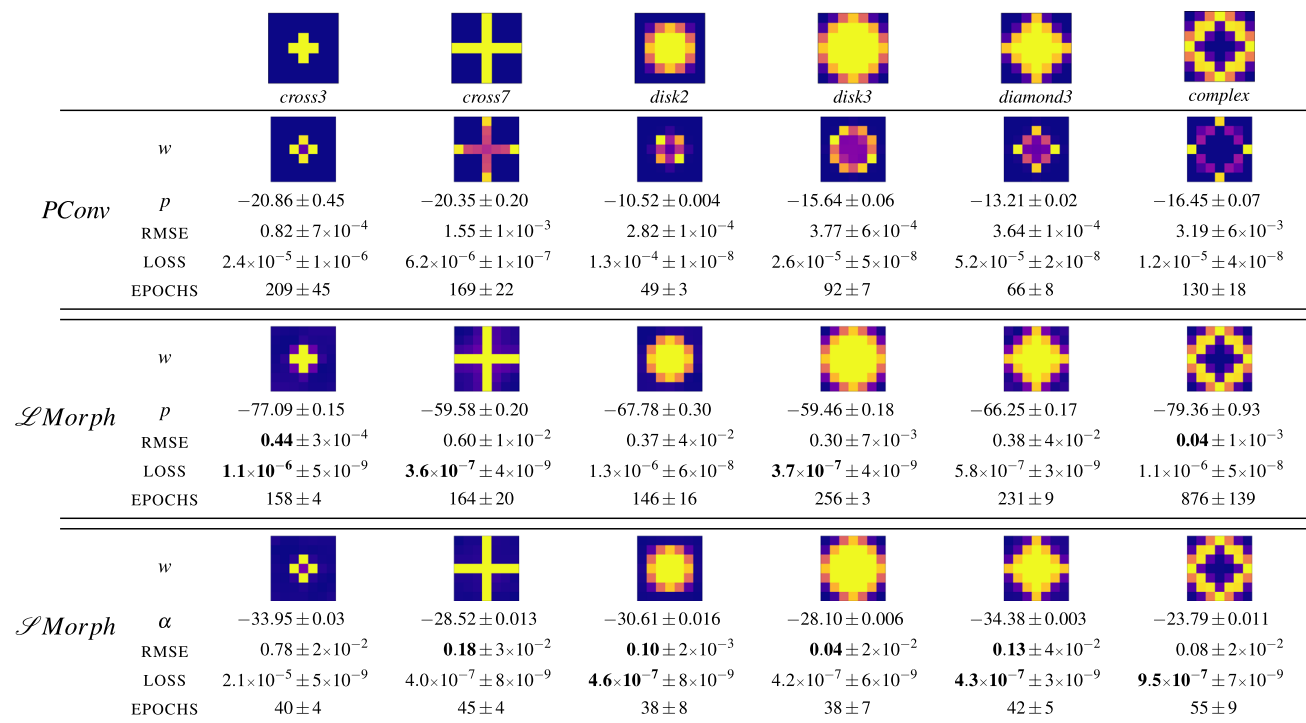 cross3 cross7 disk2 disk3 diamond3 complex
w
PConv p −20.86 ± 0.45 −20.35 ± 0.20 −10.52 ± 0.004 −15.64 ± 0.06 −13.21 ± 0.02 −16.45 ± 0.07
RMSE 0.82 ± 7×10⁻⁴ 1.55 ± 1×10⁻³ 2.82 ± 1×10⁻⁴ 3.77 ± 6×10⁻⁴ 3.64 ± 1×10⁻⁴ 3.19 ± 6×10⁻³
LOSS 2.4×10⁻⁵ ± 1×10⁻⁶ 6.2×10⁻⁶ ± 1×10⁻⁷ 1.3×10⁻⁴ ± 1×10⁻⁸ 2.6×10⁻⁵ ± 5×10⁻⁸ 5.2×10⁻⁵ ± 2×10⁻⁸ 1.2×10⁻⁵ ± 4×10⁻⁸
EPOCHS 209 ± 45 169 ± 22 49 ± 3 92 ± 7 66 ± 8 130 ± 18
w
ℒMorph p −77.09 ± 0.15 −59.58 ± 0.20 −67.78 ± 0.30 −59.46 ± 0.18 −66.25 ± 0.17 −79.36 ± 0.93
RMSE 0.44 ± 3×10⁻⁴ 0.60 ± 1×10⁻² 0.37 ± 4×10⁻² 0.30 ± 7×10⁻³ 0.38 ± 4×10⁻² 0.04 ± 1×10⁻³
LOSS 1.1×10⁻⁶ ± 5×10⁻⁹ 3.6×10⁻⁷ ± 4×10⁻⁹ 1.3×10⁻⁶ ± 6×10⁻⁸ 3.7×10⁻⁷ ± 4×10⁻⁹ 5.8×10⁻⁷ ± 3×10⁻⁹ 1.1×10⁻⁶ ± 5×10⁻⁸
EPOCHS 158 ± 4 164 ± 20 146 ± 16 256 ± 3 231 ± 9 876 ± 139
w
𝒮Morph α −33.95 ± 0.03 −28.52 ± 0.013 −30.61 ± 0.016 −28.10 ± 0.006 −34.38 ± 0.003 −23.79 ± 0.011
RMSE 0.78 ± 2×10⁻² 0.18 ± 3×10⁻² 0.10 ± 2×10⁻³ 0.04 ± 2×10⁻² 0.13 ± 4×10⁻² 0.08 ± 2×10⁻²
LOSS 2.1×10⁻⁵ ± 5×10⁻⁹ 4.0×10⁻⁷ ± 8×10⁻⁹ 4.6×10⁻⁷ ± 8×10⁻⁹ 4.2×10⁻⁷ ± 6×10⁻⁹ 4.3×10⁻⁷ ± 3×10⁻⁹ 9.5×10⁻⁷ ± 7×10⁻⁹
EPOCHS 40 ± 4 45 ± 4 38 ± 8 38 ± 7 42 ± 5 55 ± 9